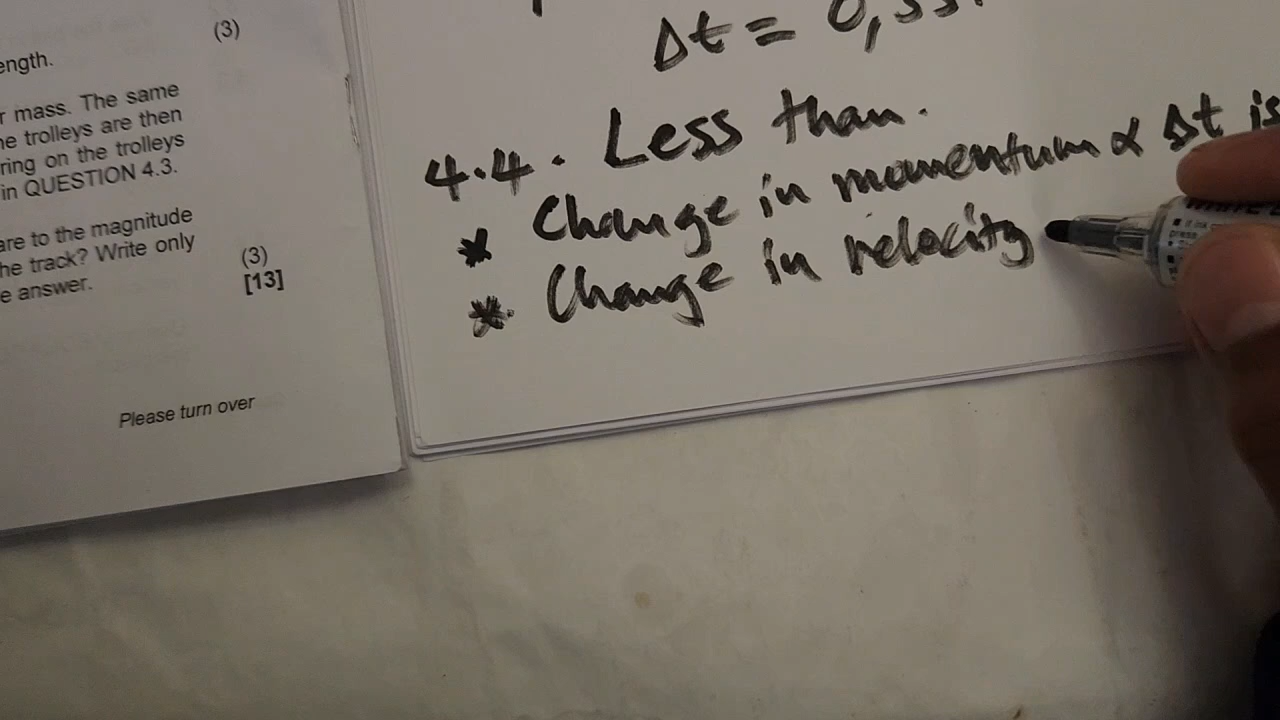 (3)
ength.
r mass. The same
ne trolleys are then
ring on the trolleys
in QUESTION 4.3.
are to the magnitude
he track? Write only
e answer.
(3)
[13]
Please turn over
Δt =
4.4. Less than.
* Change in momentum ∝ Δt is
* Change in velocity